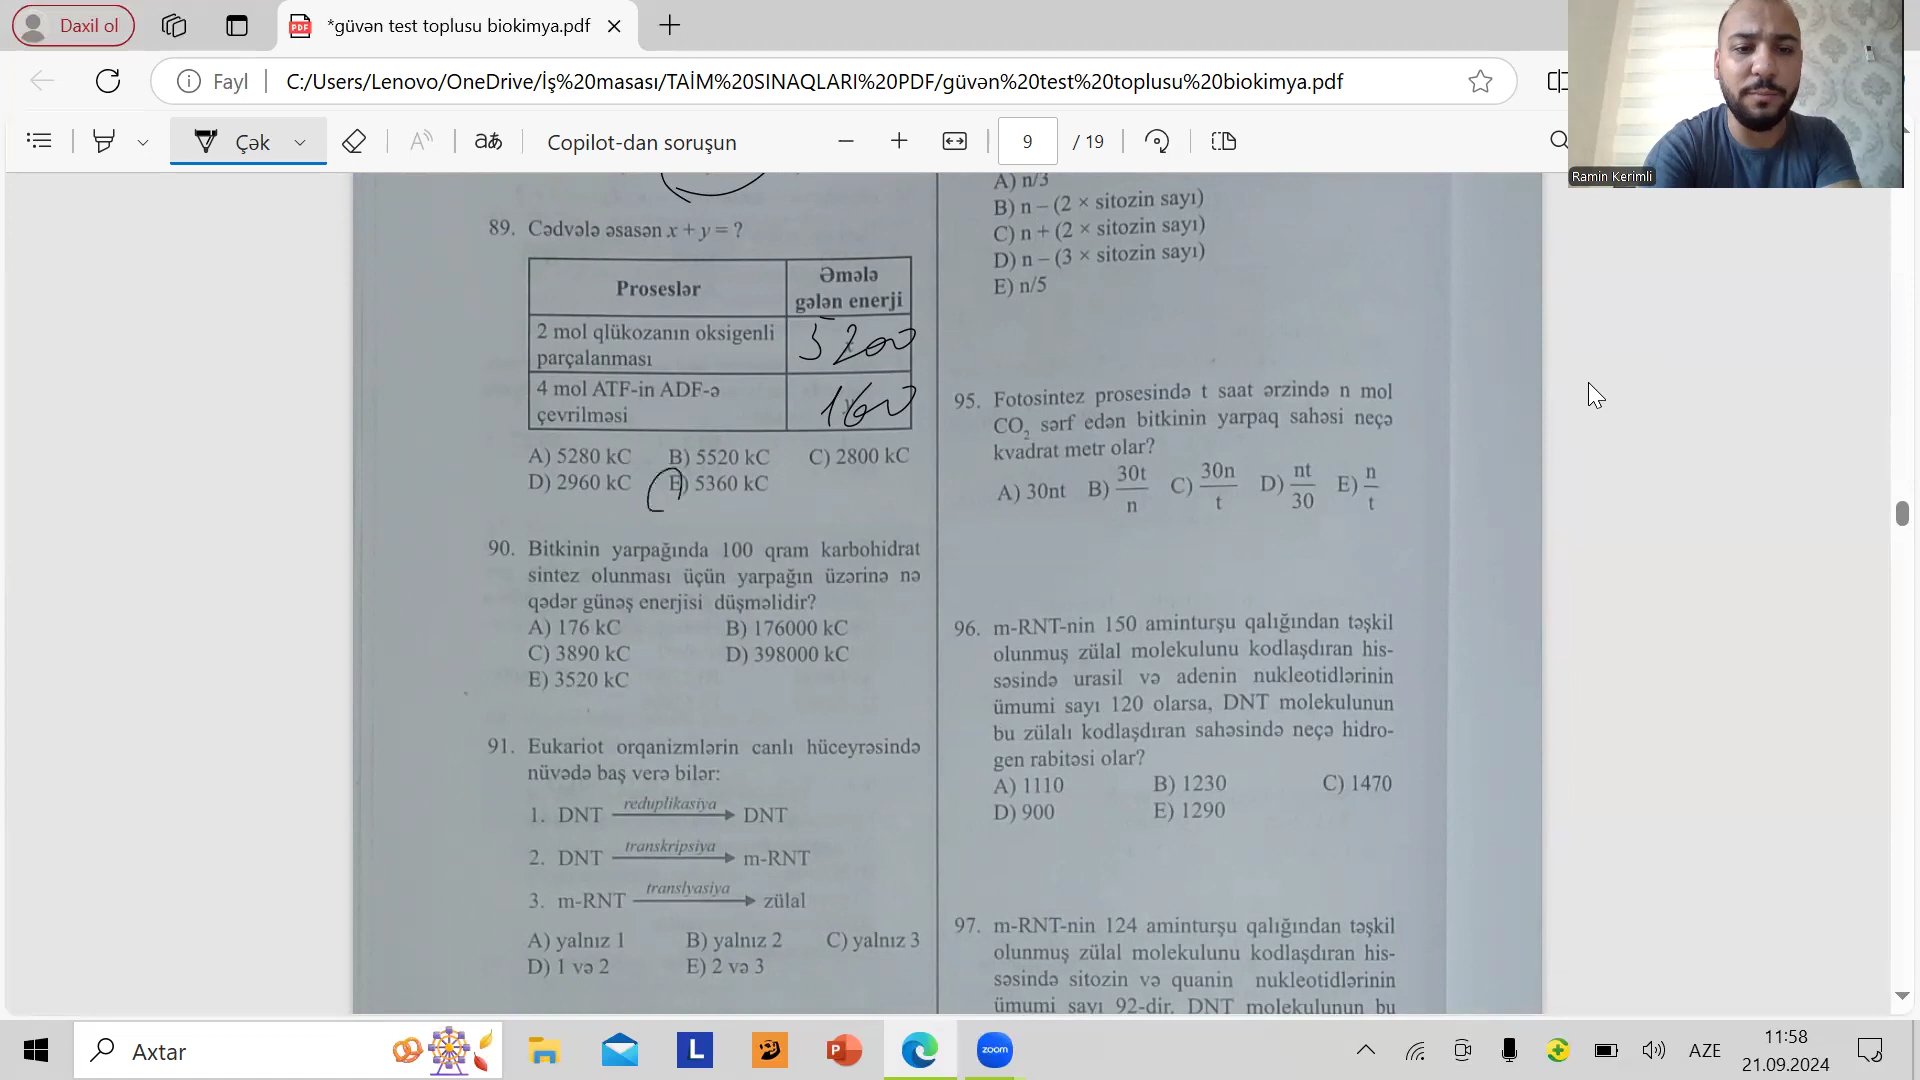 Daxil ol
*güvən test toplusu biokimya.pdf
Fayl
C:/Users/Lenovo/OneDrive/İş%20masası/TAİM%20SINAQLARI%20PDF/güvən%20test%20toplusu%20biokimya.pdf
Çək
Copilot-dan soruşun
9
/ 19
Ramin Kerimli
89. Cədvələ əsasən x + y = ?
Proseslər
Əmələ
gələn enerji
2 mol qlükozanın oksigenli
parçalanması
5200
4 mol ATF-in ADF-ə
çevrilməsi
160
A) 5280 kC B) 5520 kC C) 2800 kC
D) 2960 kC E) 5360 kC
90. Bitkinin yarpağında 100 qram karbohidrat
sintez olunması üçün yarpağın üzərinə nə
qədər günəş enerjisi düşməlidir?
A) 176 kC B) 176000 kC
C) 3890 kC D) 398000 kC
E) 3520 kC
91. Eukariot orqanizmlərin canlı hüceyrəsində
nüvədə baş verə bilər:
1. DNT reduplikasiya DNT
2. DNT transkripsiya m-RNT
3. m-RNT translyasiya zülal
A) yalnız 1 B) yalnız 2 C) yalnız 3
D) 1 və 2 E) 2 və 3
A) n/3
B) n – (2 × sitozin sayı)
C) n + (2 × sitozin sayı)
D) n – (3 × sitozin sayı)
E) n/5
95. Fotosintez prosesində t saat ərzində n mol
CO₂ sərf edən bitkinin yarpaq sahəsi neçə
kvadrat metr olar?
A) 30nt B) 30t/n C) 30n/t D) nt/30 E) n/t
96. m-RNT-nin 150 aminturşu qalığından təşkil
olunmuş zülal molekulunu kodlaşdıran his-
səsində urasil və adenin nukleotidlərinin
ümumi sayı 120 olarsa, DNT molekulunun
bu zülalı kodlaşdıran sahəsində neçə hidro-
gen rabitəsi olar?
A) 1110 B) 1230 C) 1470
D) 900 E) 1290
97. m-RNT-nin 124 aminturşu qalığından təşkil
olunmuş zülal molekulunu kodlaşdıran his-
səsində sitozin və quanin nukleotidlərinin
ümumi sayı 92-dir. DNT molekulunun bu
Axtar
L
P
zoom
AZE
11:58
21.09.2024